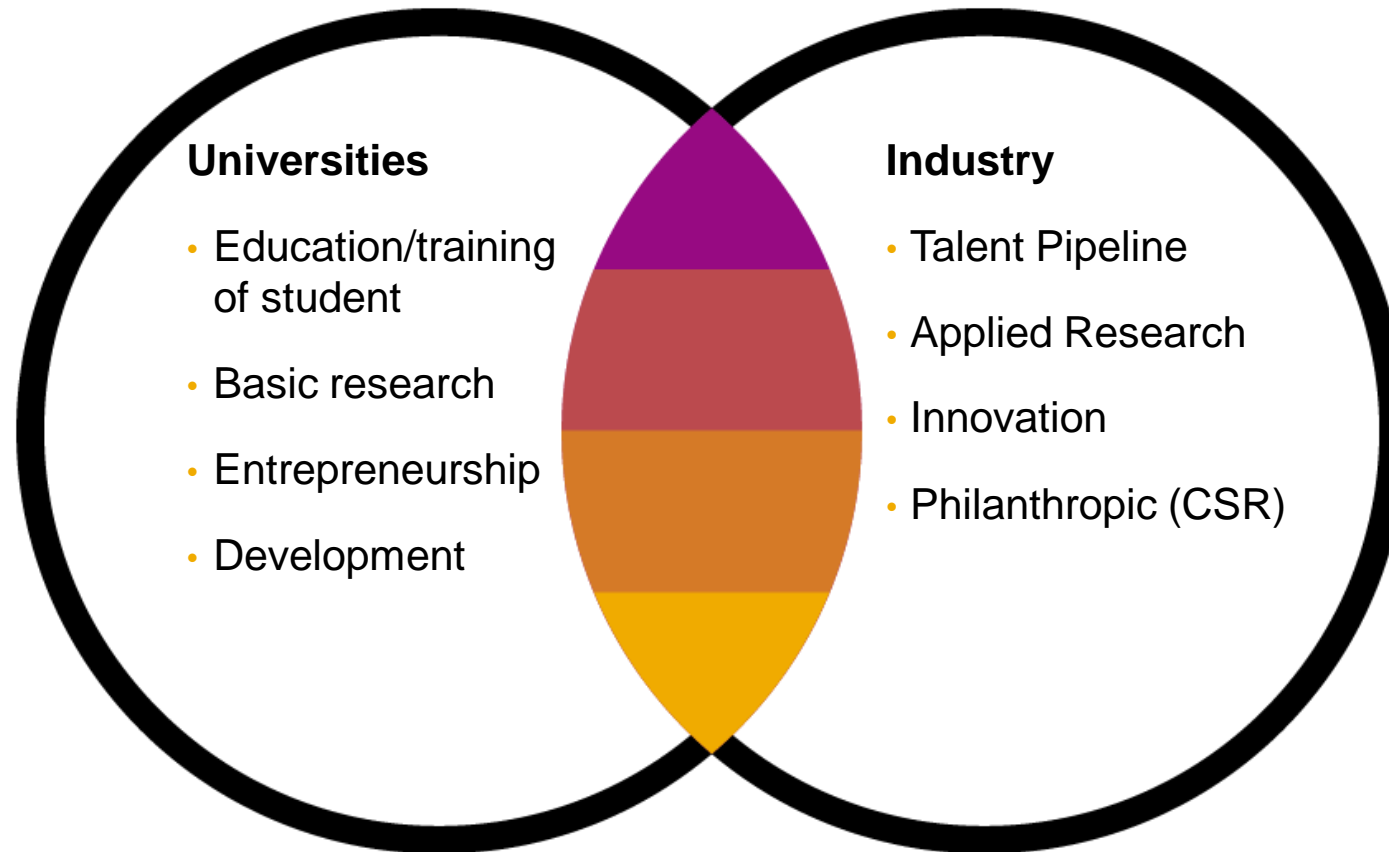 Universities
• Education/training
of student
• Basic research
• Entrepreneurship
• Development
Industry
• Talent Pipeline
• Applied Research
• Innovation
• Philanthropic (CSR)